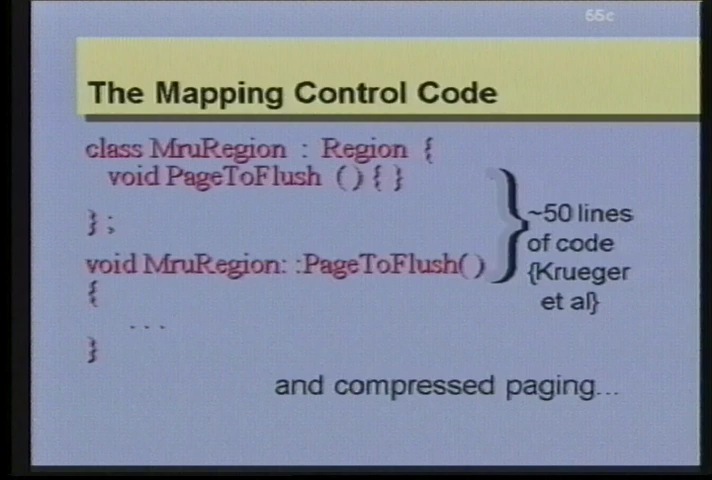 55c
The Mapping Control Code
class MruRegion : Region {
void PageToFlush () { }
} ;
void MruRegion: :PageToFlush( )
{
...
}
~50 lines
of code
{Krueger
et al}
and compressed paging...